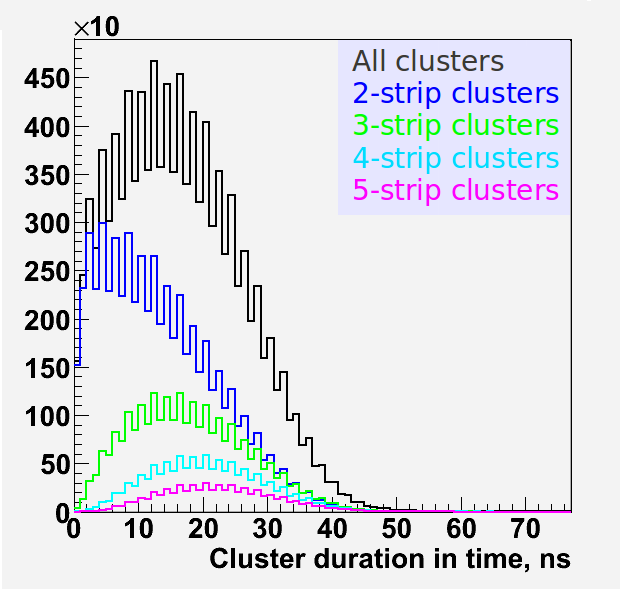 ×10
450
400
350
300
250
200
150
100
50
0
All clusters
2-strip clusters
3-strip clusters
4-strip clusters
5-strip clusters
0 10 20 30 40 50 60 70
Cluster duration in time, ns